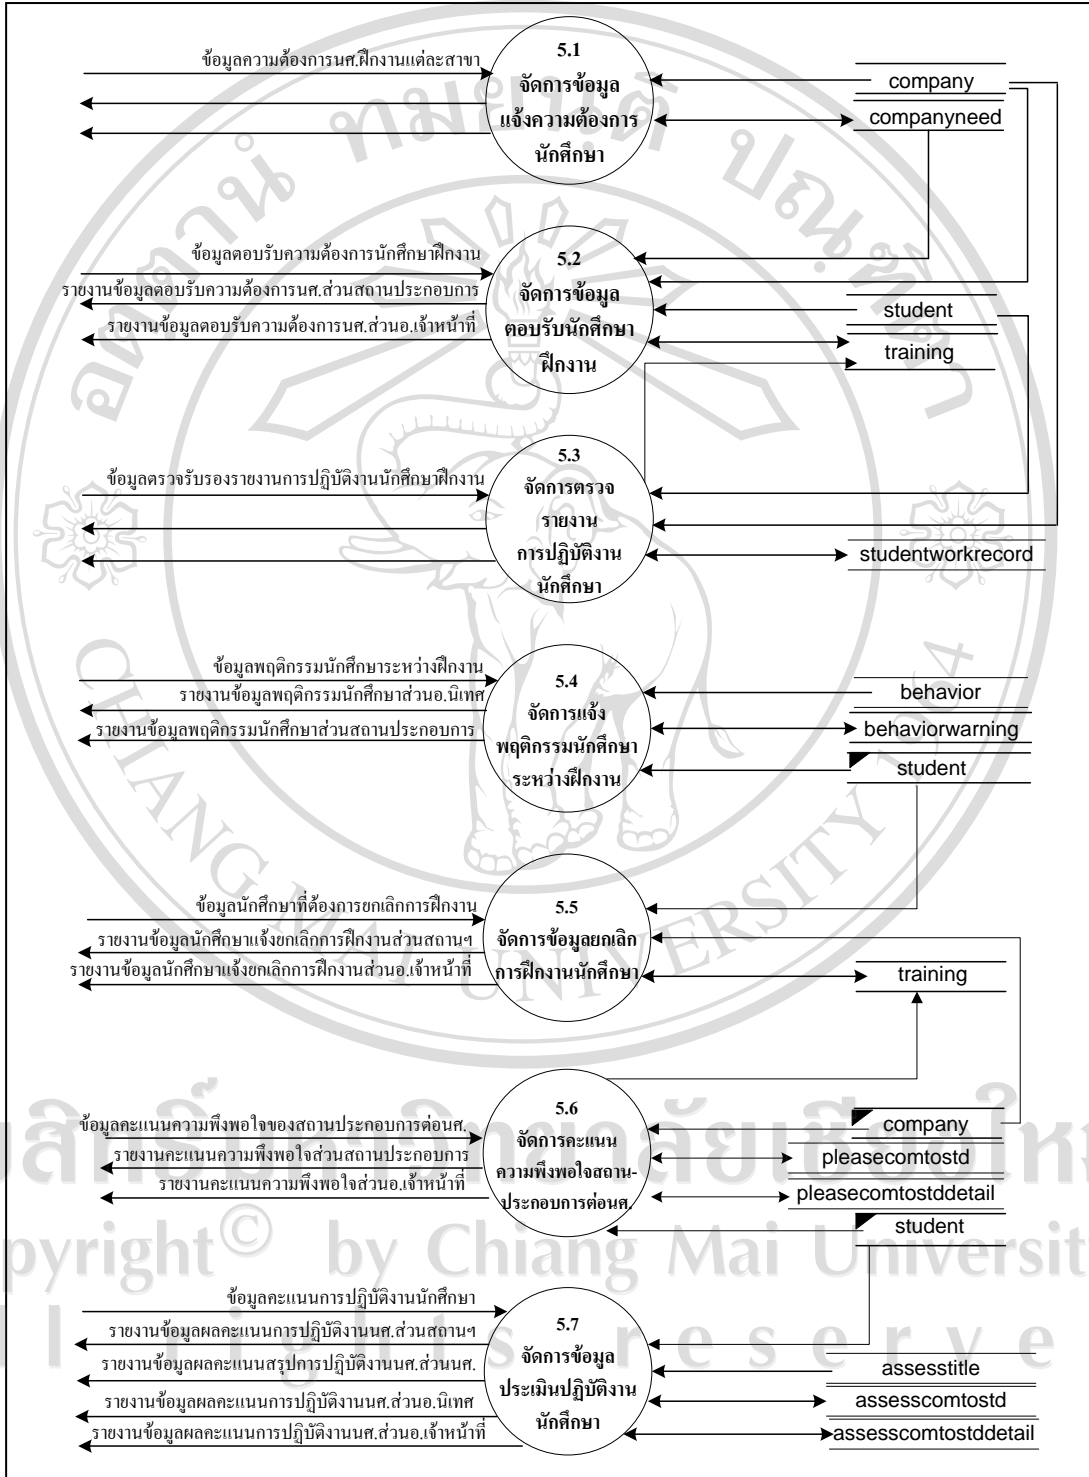 ข้อมูลความต้องการนศ.ฝึกงานแต่ละสาขา
5.1
จัดการข้อมูล
แจ้งความต้องการ
นักศึกษา
company
companyneed
ข้อมูลตอบรับความต้องการนักศึกษาฝึกงาน
รายงานข้อมูลตอบรับความต้องการนศ.ส่วนสถานประกอบการ
รายงานข้อมูลตอบรับความต้องการนศ.ส่วนอ.เจ้าหน้าที่
5.2
จัดการข้อมูล
ตอบรับนักศึกษา
ฝึกงาน
student
training
ข้อมูลตรวจรับรองรายงานการปฏิบัติงานนักศึกษาฝึกงาน
5.3
จัดการตรวจ
รายงาน
การปฏิบัติงาน
นักศึกษา
studentworkrecord
ข้อมูลพฤติกรรมนักศึกษาระหว่างฝึกงาน
รายงานข้อมูลพฤติกรรมนักศึกษาส่วนอ.นิเทศ
รายงานข้อมูลพฤติกรรมนักศึกษาส่วนสถานประกอบการ
5.4
จัดการแจ้ง
พฤติกรรมนักศึกษา
ระหว่างฝึกงาน
behavior
behaviorwarning
student
ข้อมูลนักศึกษาที่ต้องการยกเลิกการฝึกงาน
รายงานข้อมูลนักศึกษาแจ้งยกเลิกการฝึกงานส่วนสถานฯ
รายงานข้อมูลนักศึกษาแจ้งยกเลิกการฝึกงานส่วนอ.เจ้าหน้าที่
5.5
จัดการข้อมูลยกเลิก
การฝึกงานนักศึกษา
training
ข้อมูลคะแนนความพึงพอใจของสถานประกอบการต่อนศ.
รายงานคะแนนความพึงพอใจส่วนสถานประกอบการ
รายงานคะแนนความพึงพอใจส่วนอ.เจ้าหน้าที่
5.6
จัดการคะแนน
ความพึงพอใจสถาน-
ประกอบการต่อนศ.
company
pleasecomtostd
pleasecomtostddetail
student
ข้อมูลคะแนนการปฏิบัติงานนักศึกษา
รายงานข้อมูลผลคะแนนการปฏิบัติงานนศ.ส่วนสถานฯ
รายงานข้อมูลผลคะแนนสรุปการปฏิบัติงานนศ.ส่วนนศ.
รายงานข้อมูลผลคะแนนการปฏิบัติงานนศ.ส่วนอ.นิเทศ
รายงานข้อมูลผลคะแนนการปฏิบัติงานนศ.ส่วนอ.เจ้าหน้าที่
5.7
จัดการข้อมูล
ประเมินปฏิบัติงาน
นักศึกษา
assesstitle
assesscomtostd
assesscomtostddetail
CHIANG MAI UNIVERSITY 1964
by Chiang Mai